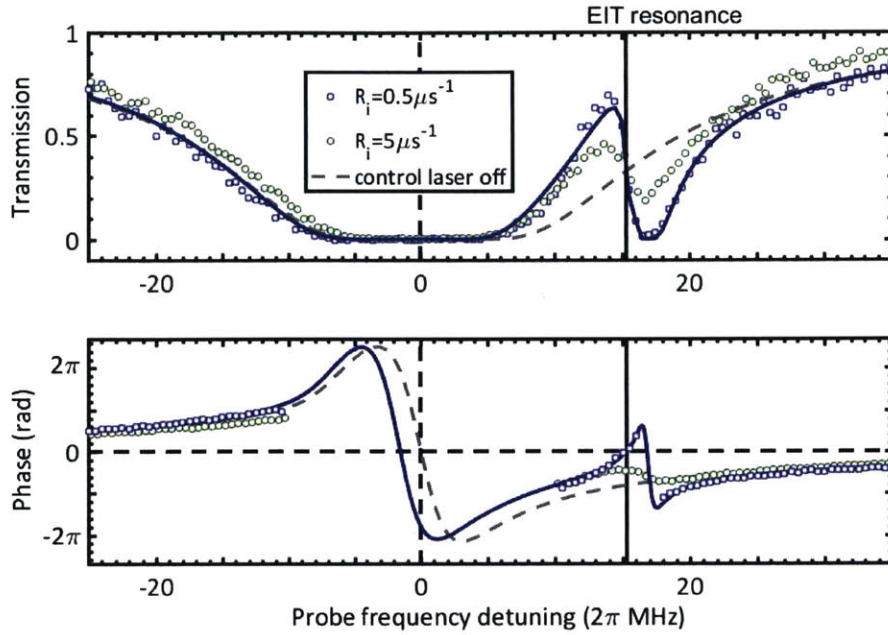 EIT resonance
1
0.5
0
Transmission
R_i=0.5μs⁻¹
R_i=5μs⁻¹
control laser off
-20
0
20
2π
0
-2π
Phase (rad)
-20
0
20
Probe frequency detuning (2π MHz)